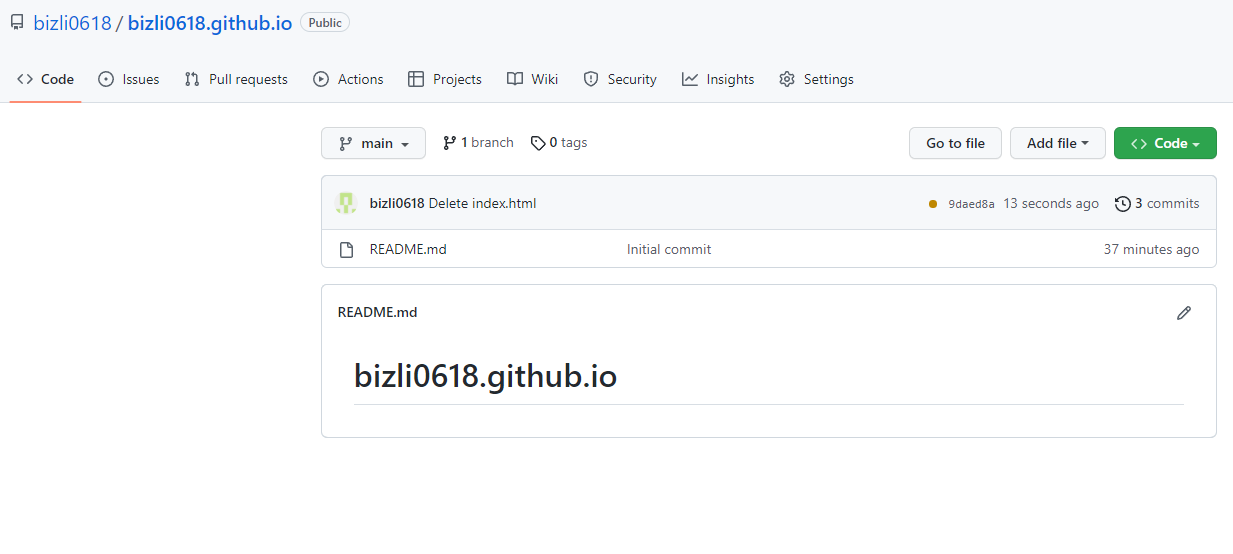 bizli0618 / bizli0618.github.io Public
Code Issues Pull requests Actions Projects Wiki Security Insights Settings
main 1 branch 0 tags Go to file Add file Code
bizli0618 Delete index.html 9daed8a 13 seconds ago 3 commits
README.md Initial commit 37 minutes ago
README.md
bizli0618.github.io